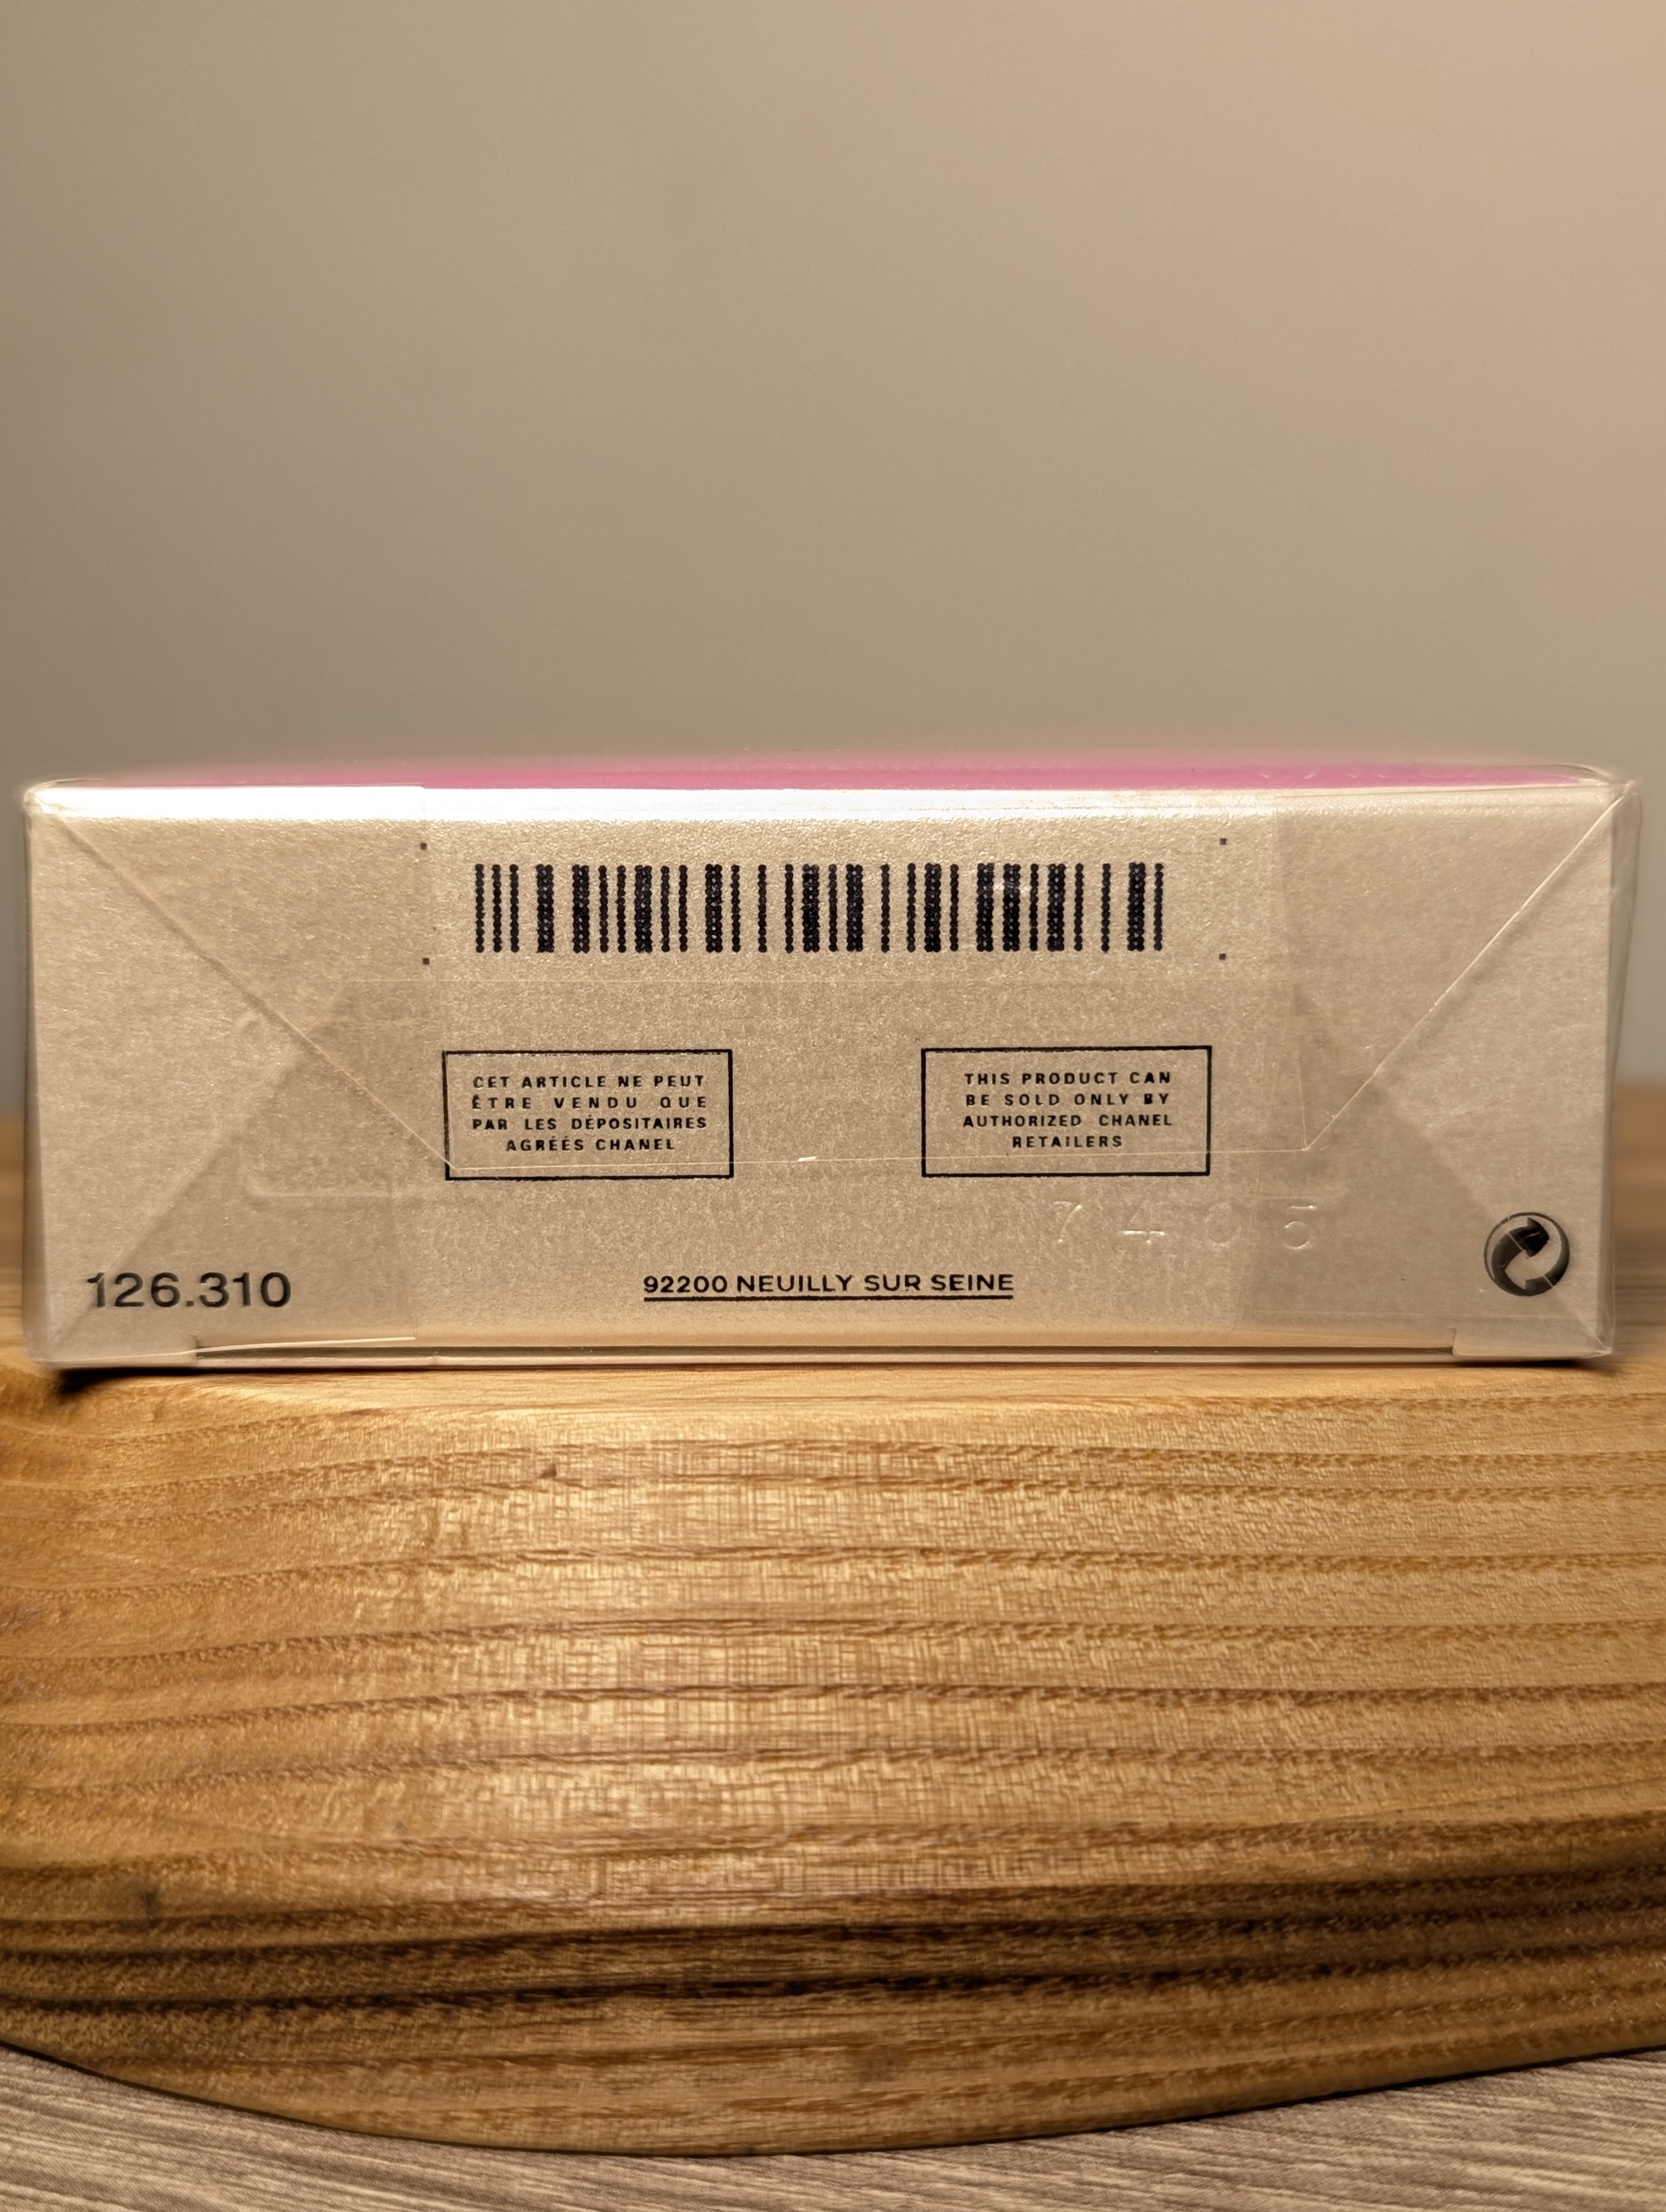 CET ARTICLE NE PEUT
ÊTRE VENDU QUE
PAR LES DÉPOSITAIRES
AGRÉÉS CHANEL
THIS PRODUCT CAN
BE SOLD ONLY BY
AUTHORIZED CHANEL
RETAILERS
7405
126.310
92200 NEUILLY SUR SEINE